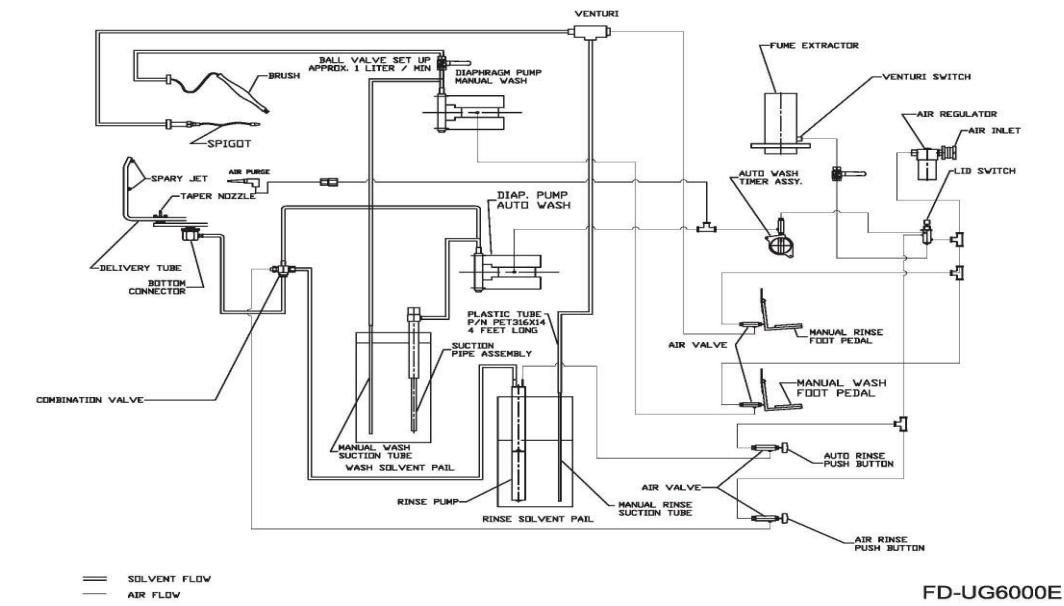 VENTURI
FUME EXTRACTOR
VENTURI SWITCH
AIR REGULATOR
AIR INLET
LID SWITCH
BALL VALVE SET UP
APPROX. 1 LITER / MIN
DIAPHRAGM PUMP
MANUAL WASH
BRUSH
SPIGOT
SPARY JET
AIR PURGE
TAPER NOZZLE
AUTO WASH
TIMER ASSY.
DIAP. PUMP
AUTO WASH
DELIVERY TUBE
BOTTOM
CONNECTOR
PLASTIC TUBE
P/N PET316X14
4 FEET LONG
SUCTION
PIPE ASSEMBLY
AIR VALVE
MANUAL RINSE
FOOT PEDAL
MANUAL WASH
FOOT PEDAL
COMBINATION VALVE
MANUAL WASH
SUCTION TUBE
WASH SOLVENT PAIL
AUTO RINSE
PUSH BUTTON
RINSE PUMP
AIR VALVE
MANUAL RINSE
SUCTION TUBE
RINSE SOLVENT PAIL
AIR RINSE
PUSH BUTTON
SOLVENT FLOW
AIR FLOW
FD-UG6000E